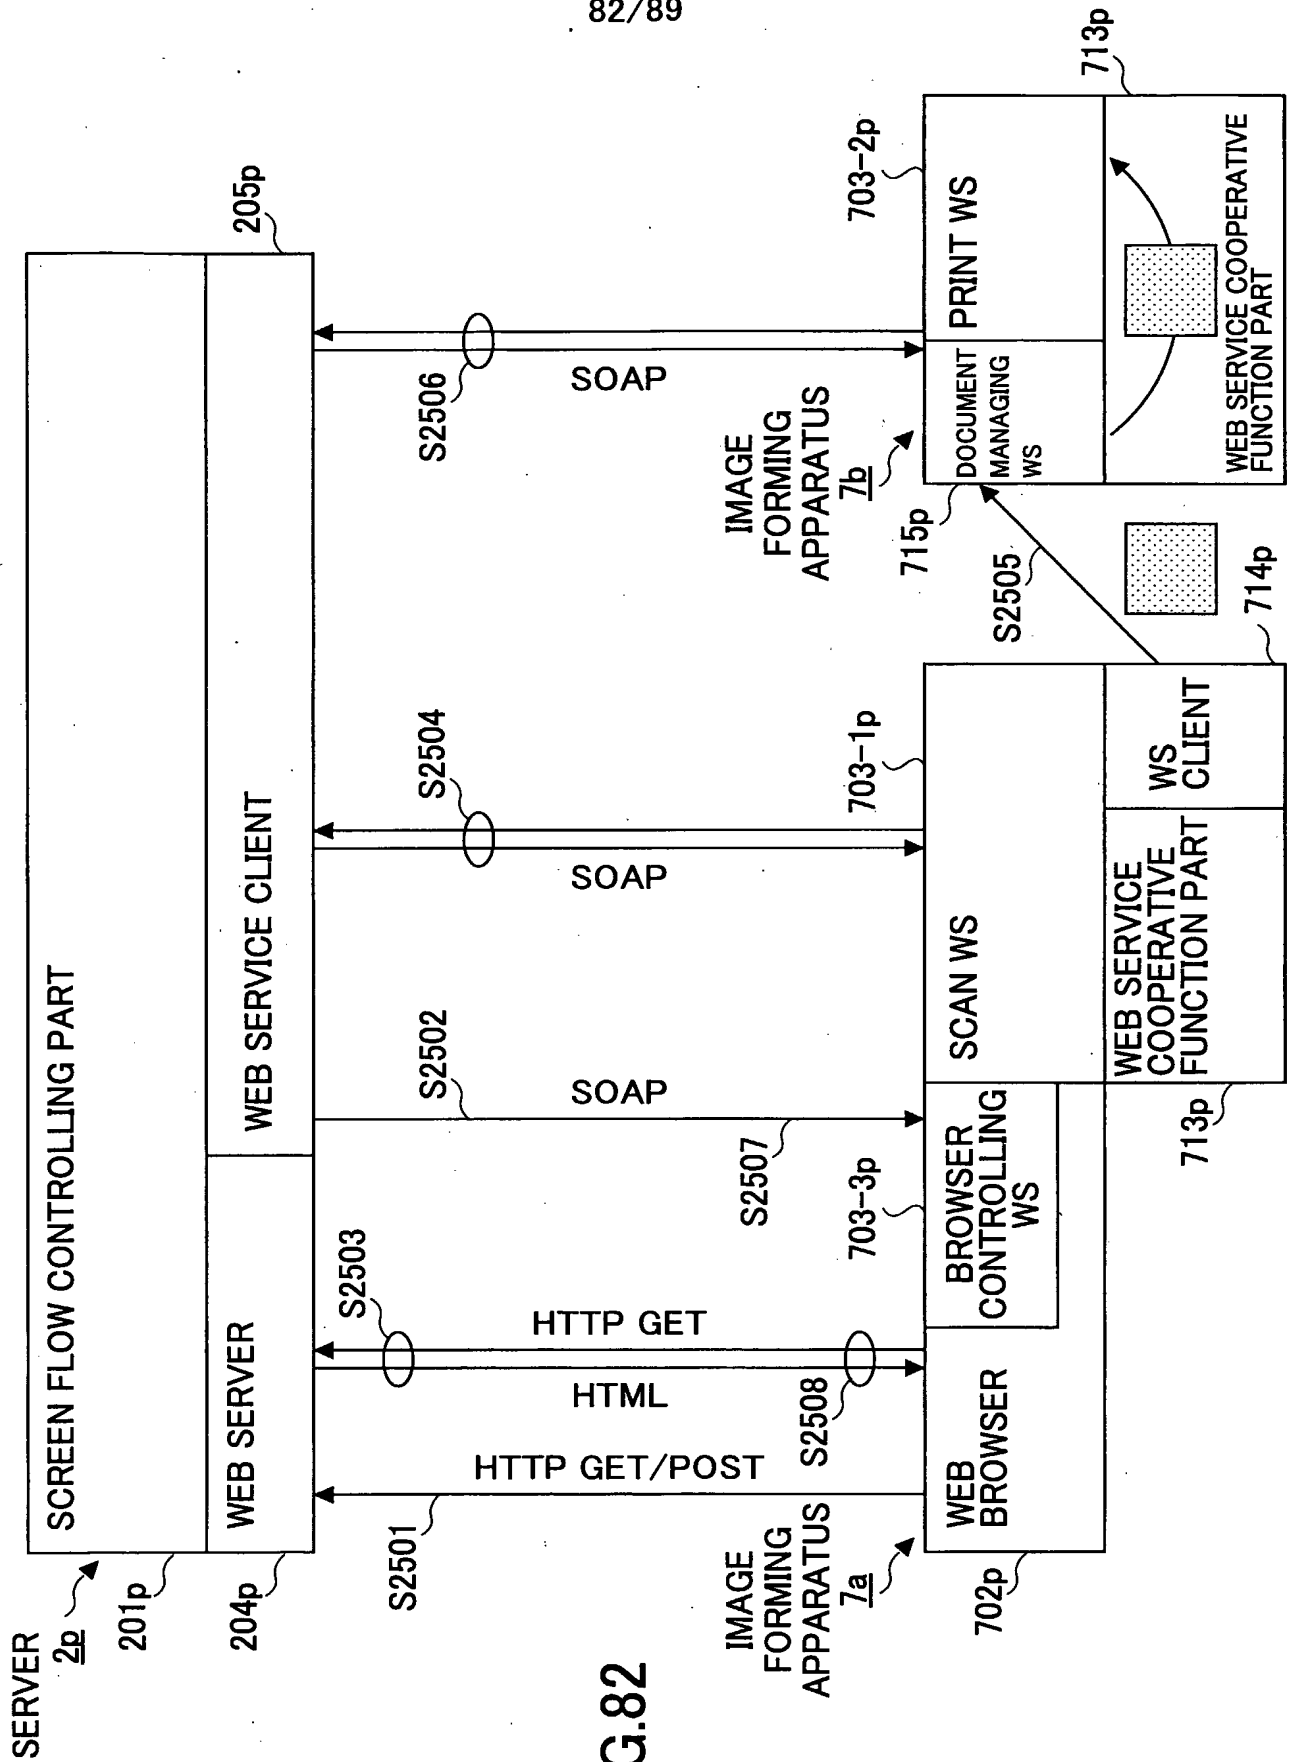 82/89
SERVER
2p
201p
SCREEN FLOW CONTROLLING PART
204p
WEB SERVER
WEB SERVICE CLIENT
205p
S2501
HTTP GET/POST
S2503
HTTP GET
HTML
S2508
S2502
SOAP
S2507
S2504
SOAP
S2506
SOAP
IMAGE
FORMING
APPARATUS
7a
702p
WEB
BROWSER
703-3p
BROWSER
CONTROLLING
WS
703-1p
SCAN WS
713p
WEB SERVICE
COOPERATIVE
FUNCTION PART
WS
CLIENT
714p
S2505
IMAGE
FORMING
APPARATUS
7b
715p
DOCUMENT
MANAGING
WS
703-2p
PRINT WS
WEB SERVICE COOPERATIVE
FUNCTION PART
713p
G.82